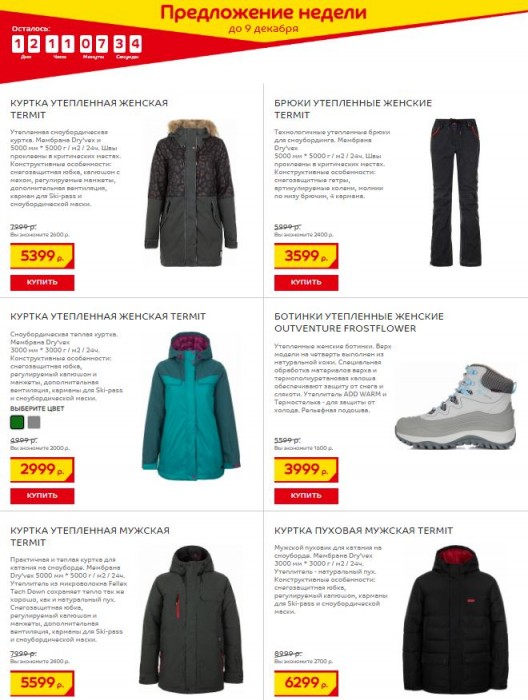 Предложение недели
до 9 декабря
Осталось:
12 11 07 34
Дни Часы Минуты Секунды
КУРТКА УТЕПЛЕННАЯ ЖЕНСКАЯ
TERMIT
Утепленная сноубордическая
куртка. Мембрана Dry'vex и
5000 мм * 5000 г / м2 / 24ч. Швы
проклеены в критических местах.
Конструктивные особенности:
снегозащитная юбка, капюшон с
мехом, регулируемые манжеты,
дополнительная вентиляция,
карман для Ski-pass и
сноубордической маски.
7999 р.
Вы экономите 2600 р.
5399 р.
КУПИТЬ
БРЮКИ УТЕПЛЕННЫЕ ЖЕНСКИЕ
TERMIT
Технологичные утепленные брюки
для сноубординга. Мембрана
Dry'vex
5000 мм * 5000 г / м2 / 24ч. Швы
проклеены в критических местах.
Конструктивные особенности:
снегозащитные гетры,
артикулируемые колени, молнии
по низу брючин, 4 кармана.
5999 р.
Вы экономите 2400 р.
3599 р.
КУПИТЬ
КУРТКА УТЕПЛЕННАЯ ЖЕНСКАЯ TERMIT
Сноубордическая теплая куртка.
Мембрана Dry'vex
3000 мм * 3000 г / м2 / 24ч.
Конструктивные особенности:
снегозащитная юбка,
регулируемый капюшон и
манжеты, дополнительная
вентиляция, карманы для Ski-pass
и сноубордической маски.
ВЫБЕРИТЕ ЦВЕТ
4999 р.
Вы экономите 2000 р.
2999 р.
КУПИТЬ
БОТИНКИ УТЕПЛЕННЫЕ ЖЕНСКИЕ
OUTVENTURE FROSTFLOWER
Утепленные женские ботинки. Верх
модели на четверть выполнен из
натуральной кожи. Специальная
обработка материалов верха и
термополиуретановая калоша
обеспечивают защиту от снега и
слякоти. Утеплитель ADD WARM и
Термостелька - для защиты от
холода. Рельефная подошва.
5599 р.
Вы экономите 1600 р.
3999 р.
КУПИТЬ
КУРТКА УТЕПЛЕННАЯ МУЖСКАЯ
TERMIT
Практичная и теплая куртка для
катания на сноуборде. Мембрана
Dry'vex 5000 мм * 5000 г / м2 / 24ч.
Утеплитель из микроволокна Fellex
Tech Down сохраняет тепло так же
хорошо, как и натуральный пух.
Снегозащитная юбка,
регулируемый капюшон и
манжеты, дополнительная
вентиляция, карманы для Ski-pass
и сноубордической маски.
7999 р.
Вы экономите 2400 р.
5599 р.
КУРТКА ПУХОВАЯ МУЖСКАЯ TERMIT
Мужской пуховик для катания на
сноуборде. Мембрана Dry'vex
3000 мм * 3000 г / м2 / 24ч.
Утеплитель - натуральный пух.
Конструктивные особенности:
снегозащитная юбка,
регулируемый капюшон, карманы
для Ski-pass и сноубордической
маски.
8999 р.
Вы экономите 2700 р.
6299 р.